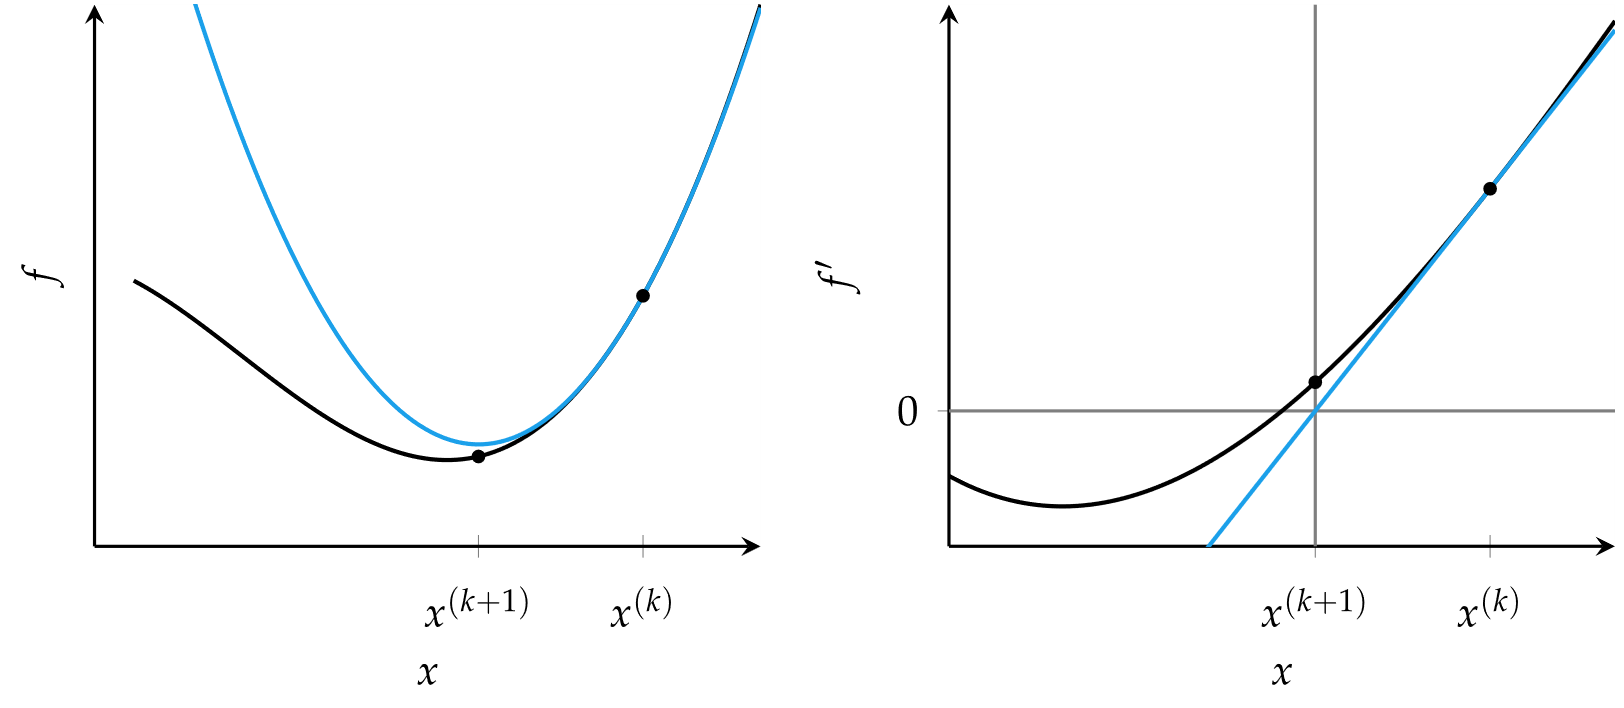 f
x^(k+1) x^(k)
x
f′
0
x^(k+1) x^(k)
x